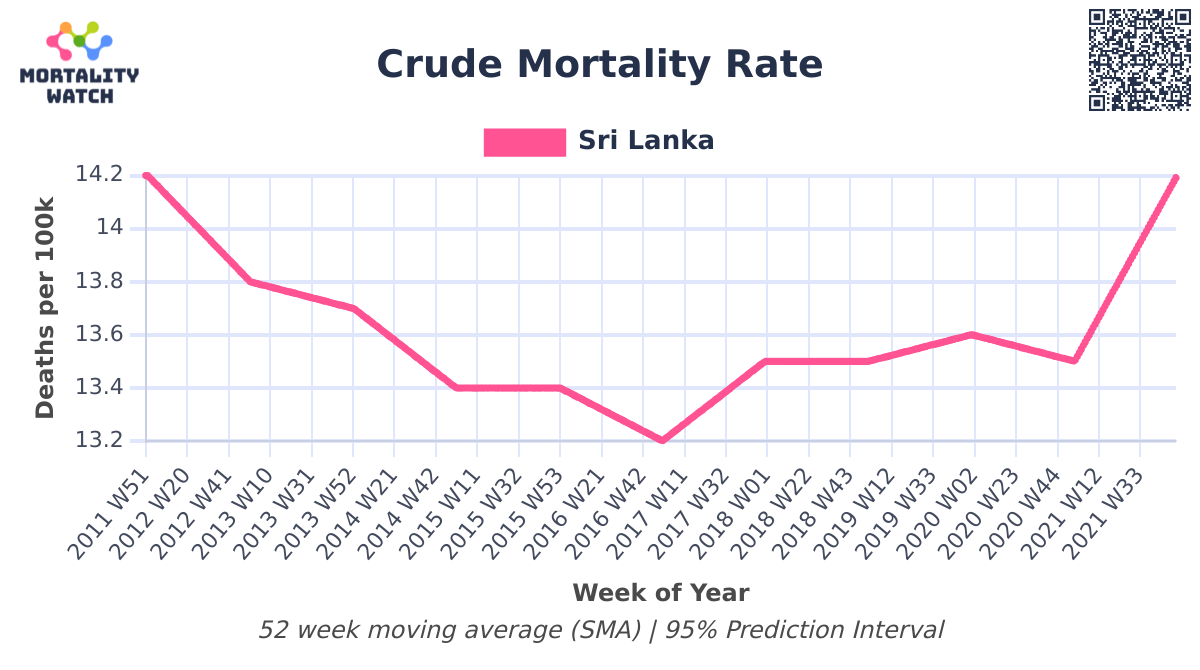 MORTALITY
WATCH
Crude Mortality Rate
Sri Lanka
Deaths per 100k
14.2
14
13.8
13.6
13.4
13.2
2011 W51
2012 W20
2012 W41
2013 W10
2013 W31
2013 W52
2014 W21
2014 W42
2015 W11
2015 W32
2015 W53
2016 W21
2016 W42
2017 W11
2017 W32
2018 W01
2018 W22
2018 W43
2019 W12
2019 W33
2020 W02
2020 W23
2020 W44
2021 W12
2021 W33
Week of Year
52 week moving average (SMA) | 95% Prediction Interval